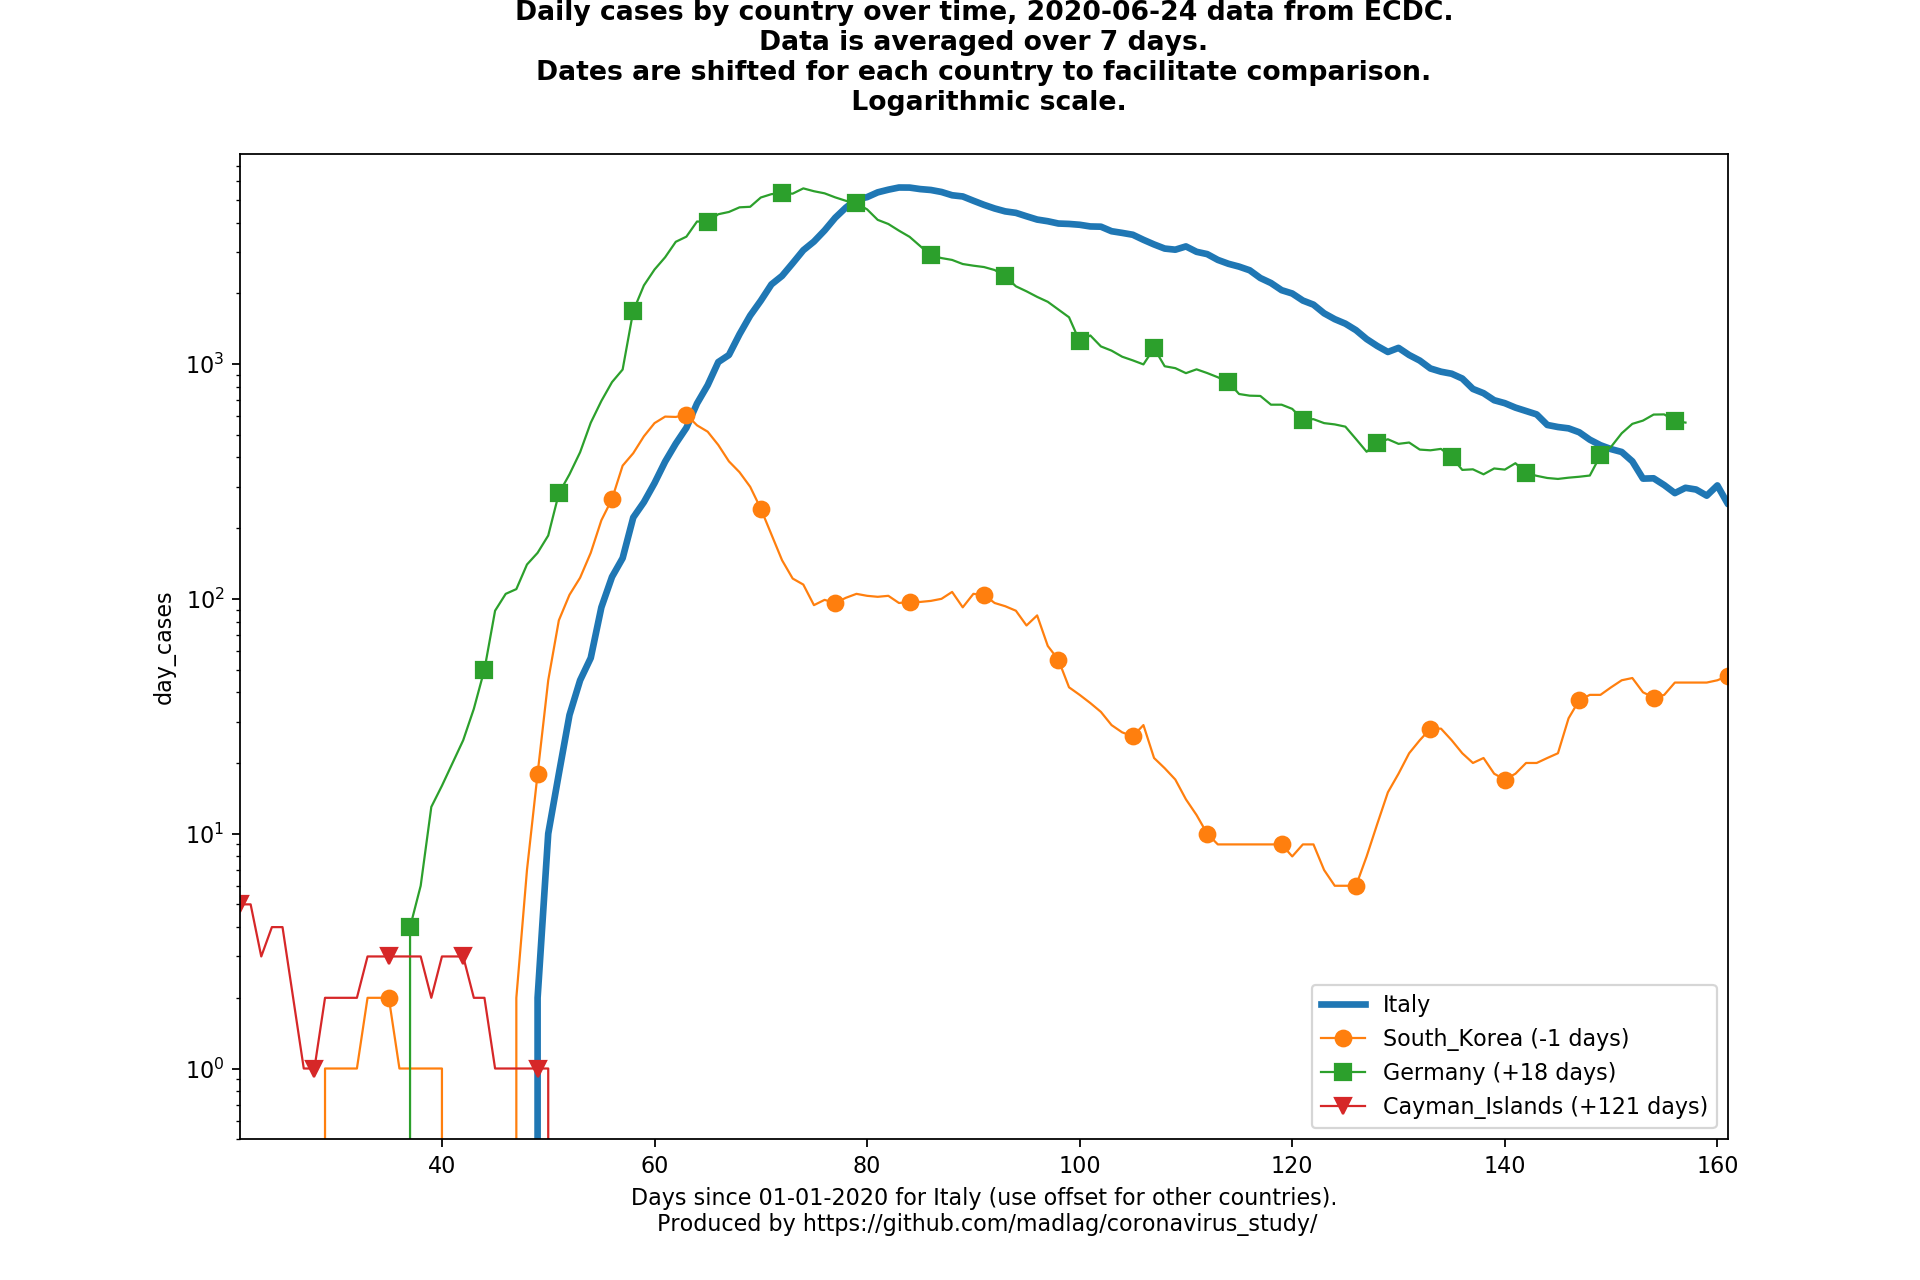 Daily cases by country over time, 2020-06-24 data from ECDC.
Data is averaged over 7 days.
Dates are shifted for each country to facilitate comparison.
Logarithmic scale.
day_cases
10³
10²
10¹
10⁰
Italy
South_Korea (-1 days)
Germany (+18 days)
Cayman_Islands (+121 days)
40 60 80 100 120 140 160
Days since 01-01-2020 for Italy (use offset for other countries).
Produced by https://github.com/madlag/coronavirus_study/